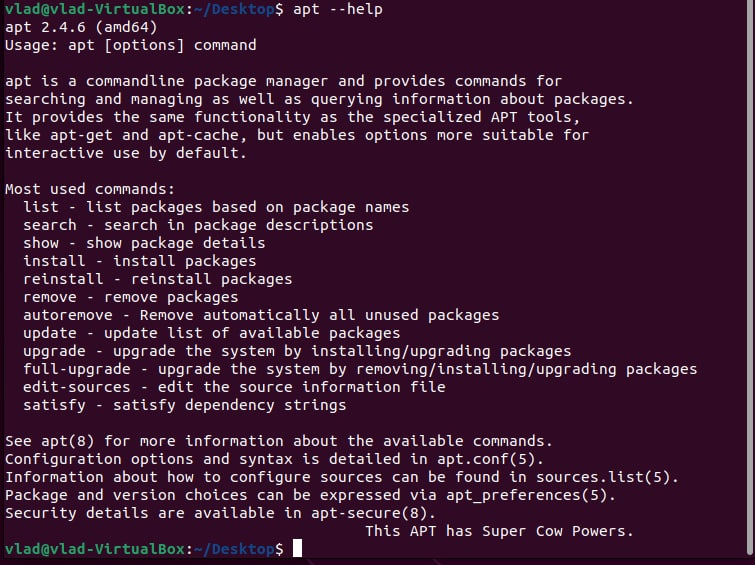 vlad@vlad-VirtualBox:~/Desktop$ apt --help
apt 2.4.6 (amd64)
Usage: apt [options] command

apt is a commandline package manager and provides commands for
searching and managing as well as querying information about packages.
It provides the same functionality as the specialized APT tools,
like apt-get and apt-cache, but enables options more suitable for
interactive use by default.

Most used commands:
  list - list packages based on package names
  search - search in package descriptions
  show - show package details
  install - install packages
  reinstall - reinstall packages
  remove - remove packages
  autoremove - Remove automatically all unused packages
  update - update list of available packages
  upgrade - upgrade the system by installing/upgrading packages
  full-upgrade - upgrade the system by removing/installing/upgrading packages
  edit-sources - edit the source information file
  satisfy - satisfy dependency strings

See apt(8) for more information about the available commands.
Configuration options and syntax is detailed in apt.conf(5).
Information about how to configure sources can be found in sources.list(5).
Package and version choices can be expressed via apt_preferences(5).
Security details are available in apt-secure(8).
                                        This APT has Super Cow Powers.
vlad@vlad-VirtualBox:~/Desktop$